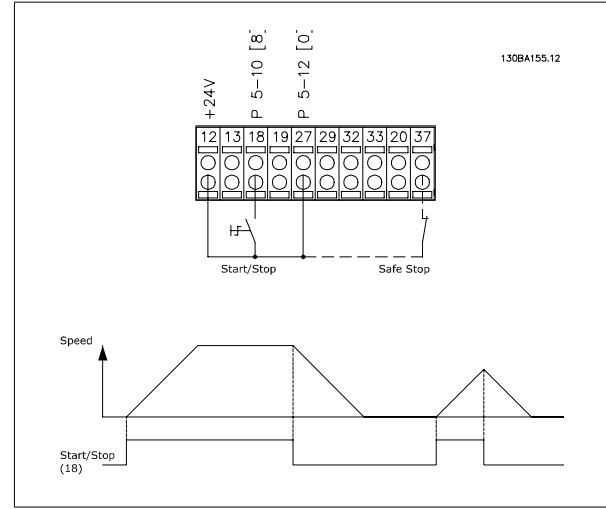 130BA155.12
+24V
P 5-10 [8]
P 5-12 [0]
12 13 18 19 27 29 32 33 20 37
Start/Stop
Safe Stop
Speed
Start/Stop
(18)